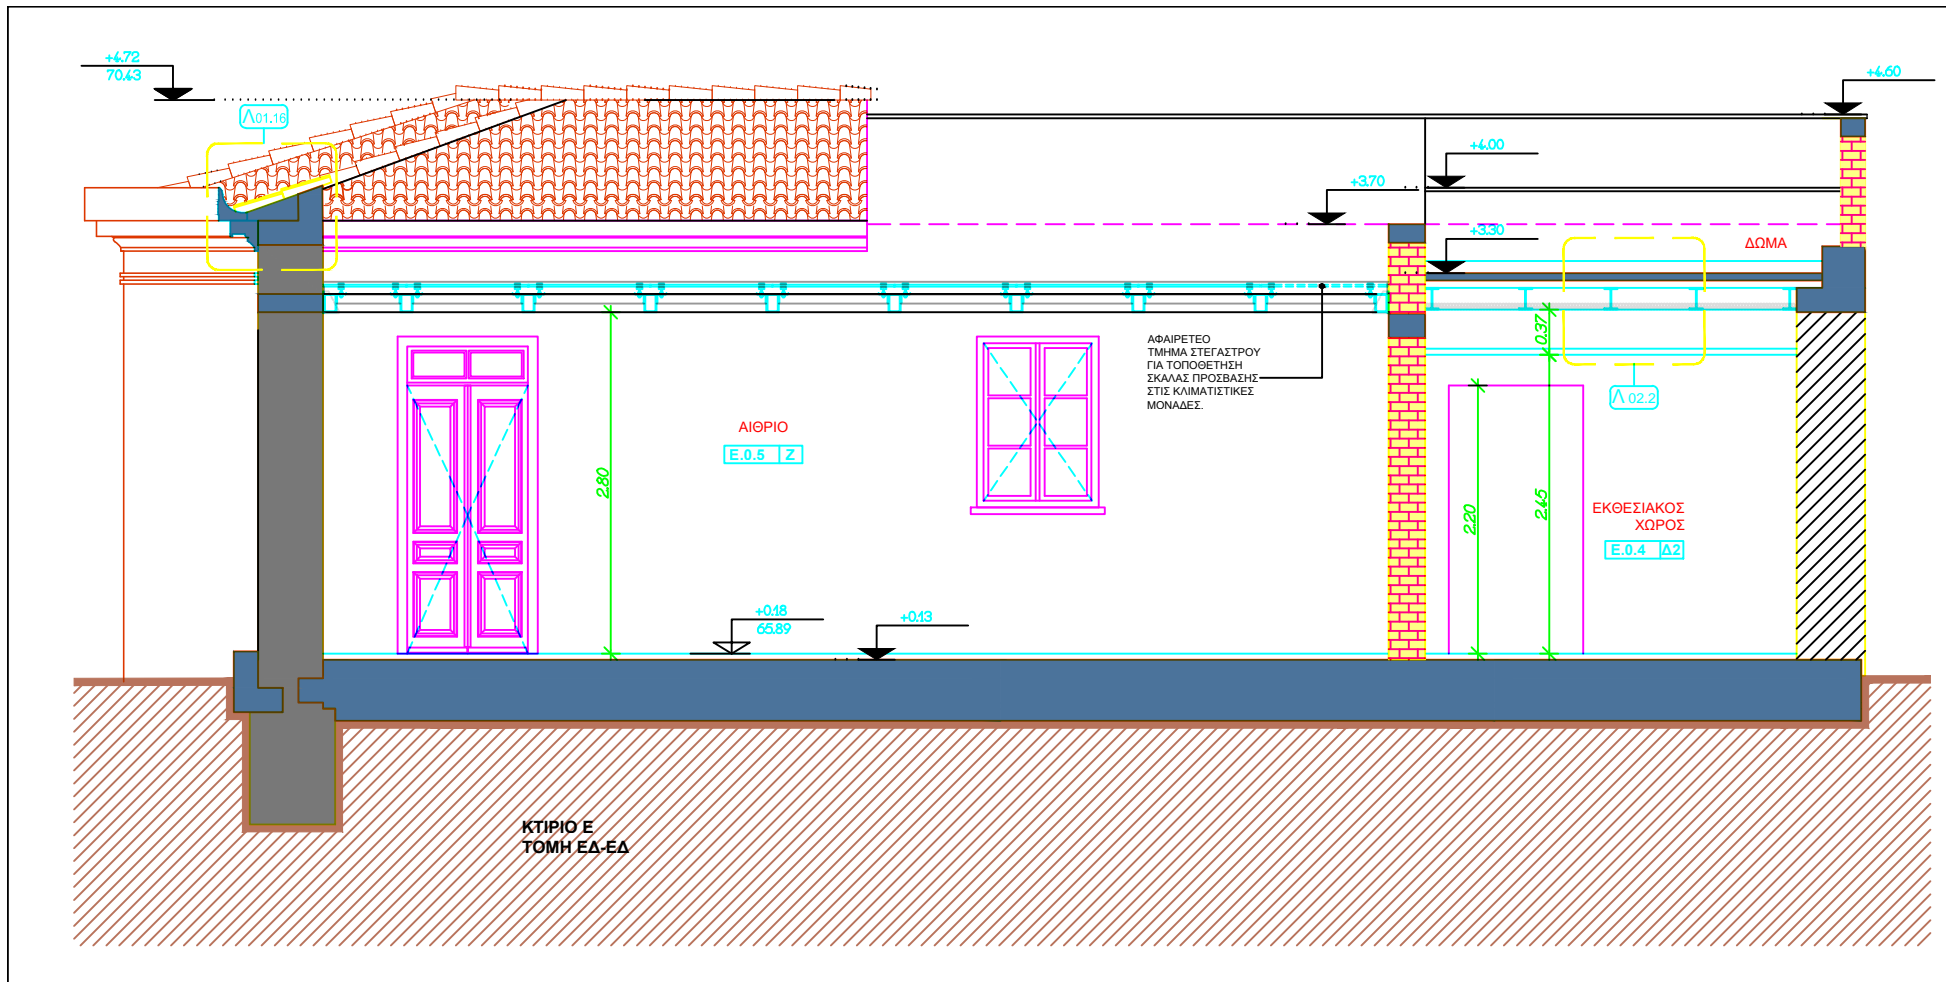 +4.72
70.43
+4.60
Λ01.16
+4.00
+3.70
+3.30
ΔΩΜΑ
0.37
ΑΦΑΙΡΕΤΕΟ
ΤΜΗΜΑ ΣΤΕΓΑΣΤΡΟΥ
ΓΙΑ ΤΟΠΟΘΕΤΗΣΗ
ΣΚΑΛΑΣ ΠΡΟΣΒΑΣΗΣ
ΣΤΙΣ ΚΛΙΜΑΤΙΣΤΙΚΕΣ
ΜΟΝΑΔΕΣ.
Λ 02.2
ΑΙΘΡΙΟ
E.0.5 Z
2.80
2.20
2.45
ΕΚΘΕΣΙΑΚΟΣ
ΧΩΡΟΣ
E.0.4 Δ2
+0.18
65.89
+0.13
ΚΤΙΡΙΟ Ε
ΤΟΜΗ ΕΔ-ΕΔ